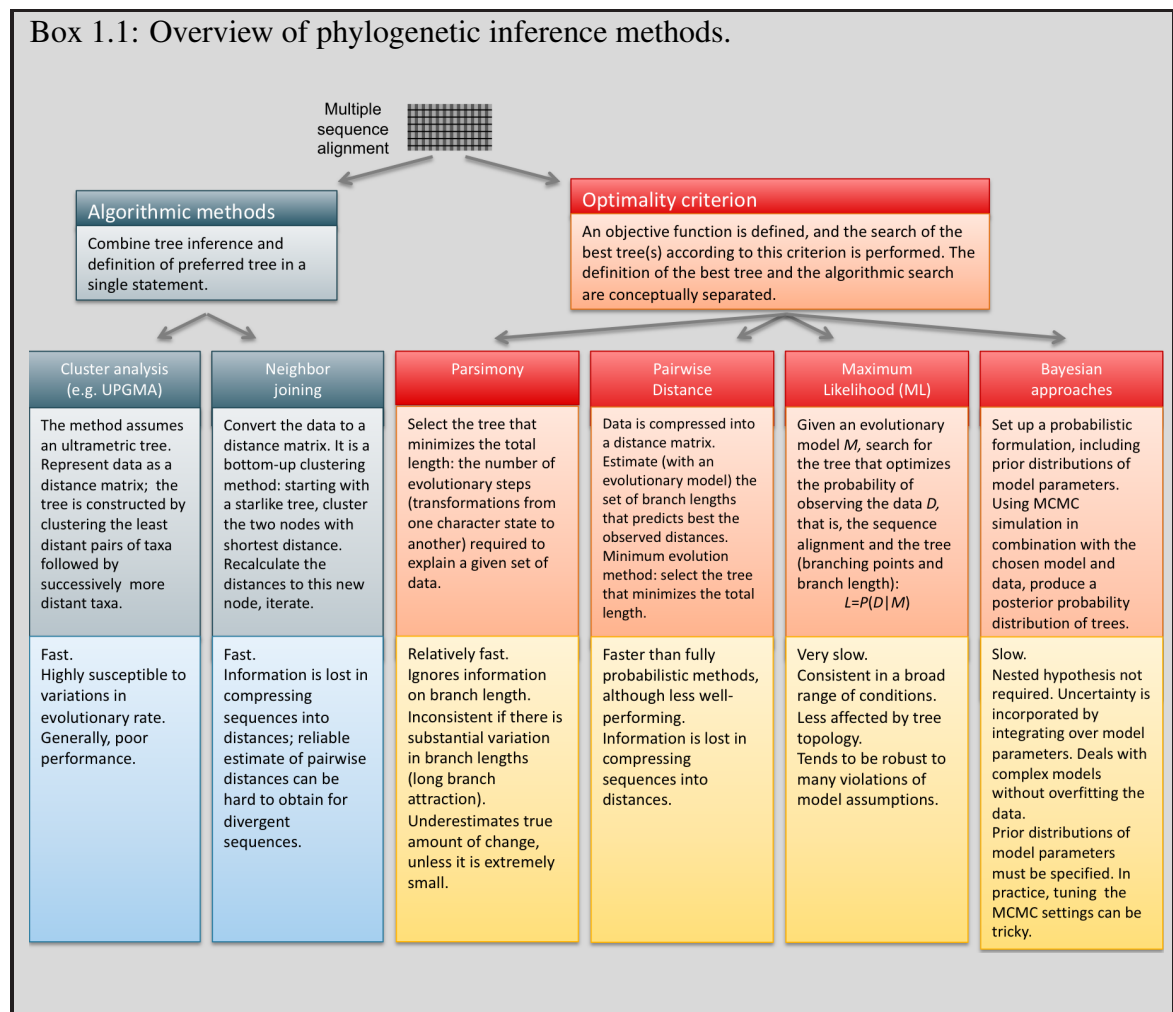 Box 1.1: Overview of phylogenetic inference methods.
Multiple
sequence
alignment
Algorithmic methods
Combine tree inference and
definition of preferred tree in a
single statement.
Optimality criterion
An objective function is defined, and the search of the
best tree(s) according to this criterion is performed. The
definition of the best tree and the algorithmic search
are conceptually separated.
Cluster analysis
(e.g. UPGMA)
The method assumes
an ultrametric tree.
Represent data as a
distance matrix; the
tree is constructed by
clustering the least
distant pairs of taxa
followed by
successively more
distant taxa.
Fast.
Highly susceptible to
variations in
evolutionary rate.
Generally, poor
performance.
Neighbor
joining
Convert the data to a
distance matrix. It is a
bottom-up clustering
method: starting with
a starlike tree, cluster
the two nodes with
shortest distance.
Recalculate the
distances to this new
node, iterate.
Fast.
Information is lost in
compressing
sequences into
distances; reliable
estimate of pairwise
distances can be
hard to obtain for
divergent
sequences.
Parsimony
Select the tree that
minimizes the total
length: the number of
evolutionary steps
(transformations from
one character state to
another) required to
explain a given set of
data.
Relatively fast.
Ignores information
on branch length.
Inconsistent if there is
substantial variation
in branch lengths
(long branch
attraction).
Underestimates true
amount of change,
unless it is extremely
small.
Pairwise
Distance
Data is compressed into
a distance matrix.
Estimate (with an
evolutionary model) the
set of branch lengths
that predicts best the
observed distances.
Minimum evolution
method: select the tree
that minimizes the total
length.
Faster than fully
probabilistic methods,
although less well-
performing.
Information is lost in
compressing
sequences into
distances.
Maximum
Likelihood (ML)
Given an evolutionary
model M, search for
the tree that optimizes
the probability of
observing the data D,
that is, the sequence
alignment and the tree
(branching points and
branch length):
L=P(D|M)
Very slow.
Consistent in a broad
range of conditions.
Less affected by tree
topology.
Tends to be robust to
many violations of
model assumptions.
Bayesian
approaches
Set up a probabilistic
formulation, including
prior distributions of
model parameters.
Using MCMC
simulation in
combination with the
chosen model and
data, produce a
posterior probability
distribution of trees.
Slow.
Nested hypothesis not
required. Uncertainty is
incorporated by
integrating over model
parameters. Deals with
complex models
without overfitting the
data.
Prior distributions of
model parameters
must be specified. In
practice, tuning the
MCMC settings can be
tricky.